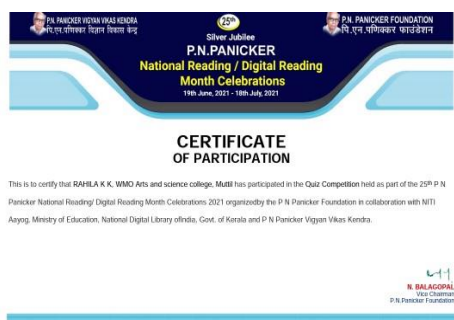 P.N. PANICKER VIGYAN VIKAS KENDRA
पि.एन.पणिक्कर विज्ञान विकास केन्द्र
25th
Silver Jubilee
P.N. PANICKER FOUNDATION
पि.एन.पणिक्कर फाउंडेशन
P.N.PANICKER
National Reading / Digital Reading
Month Celebrations
19th June, 2021 - 18th July, 2021
CERTIFICATE
OF PARTICIPATION
This is to certify that RAHILA K K, WMO Arts and science college, Muttil has participated in the Quiz Competition held as part of the 25th P N
Panicker National Reading/ Digital Reading Month Celebrations 2021 organizedby the P N Panicker Foundation in collaboration with NITI
Aayog, Ministry of Education, National Digital Library ofIndia, Govt. of Kerala and P N Panicker Vigyan Vikas Kendra.
N. BALAGOPAL
Vice Chairman
P.N.Panicker Foundation